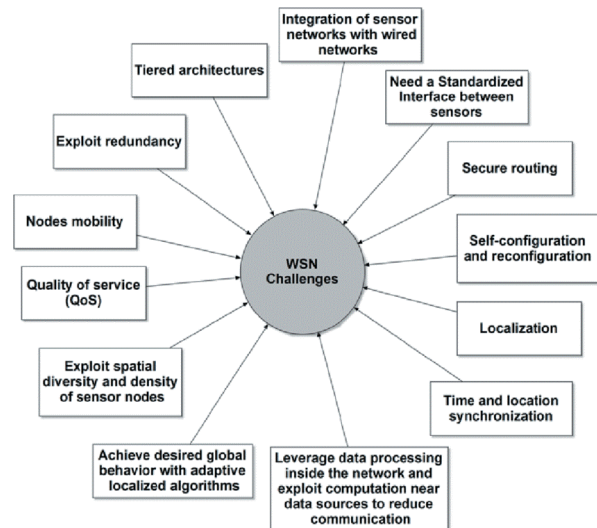 Integration of sensor
networks with wired
networks
Tiered architectures
Need a Standardized
Interface between
sensors
Exploit redundancy
Secure routing
Nodes mobility
Self-configuration
and reconfiguration
WSN
Challenges
Quality of service
(QoS)
Localization
Exploit spatial
diversity and density
of sensor nodes
Time and location
synchronization
Achieve desired global
behavior with adaptive
localized algorithms
Leverage data processing
inside the network and
exploit computation near
data sources to reduce
communication